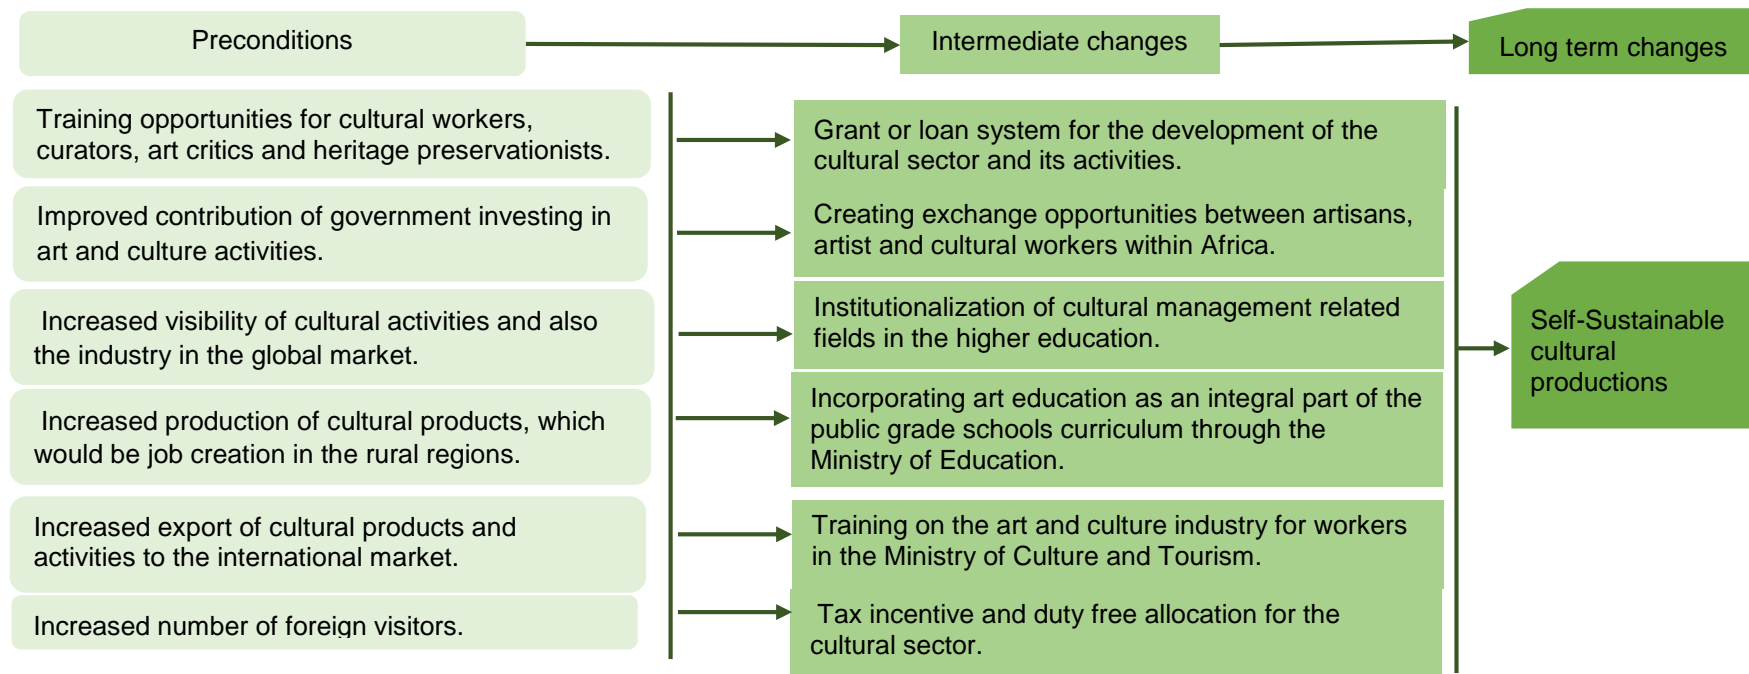 Preconditions
Intermediate changes
Long term changes
Training opportunities for cultural workers,
curators, art critics and heritage preservationists.
Improved contribution of government investing in
art and culture activities.
Increased visibility of cultural activities and also
the industry in the global market.
Increased production of cultural products, which
would be job creation in the rural regions.
Increased export of cultural products and
activities to the international market.
Increased number of foreign visitors.
Grant or loan system for the development of the
cultural sector and its activities.
Creating exchange opportunities between artisans,
artist and cultural workers within Africa.
Institutionalization of cultural management related
fields in the higher education.
Incorporating art education as an integral part of the
public grade schools curriculum through the
Ministry of Education.
Training on the art and culture industry for workers
in the Ministry of Culture and Tourism.
Tax incentive and duty free allocation for the
cultural sector.
Self-Sustainable
cultural
productions